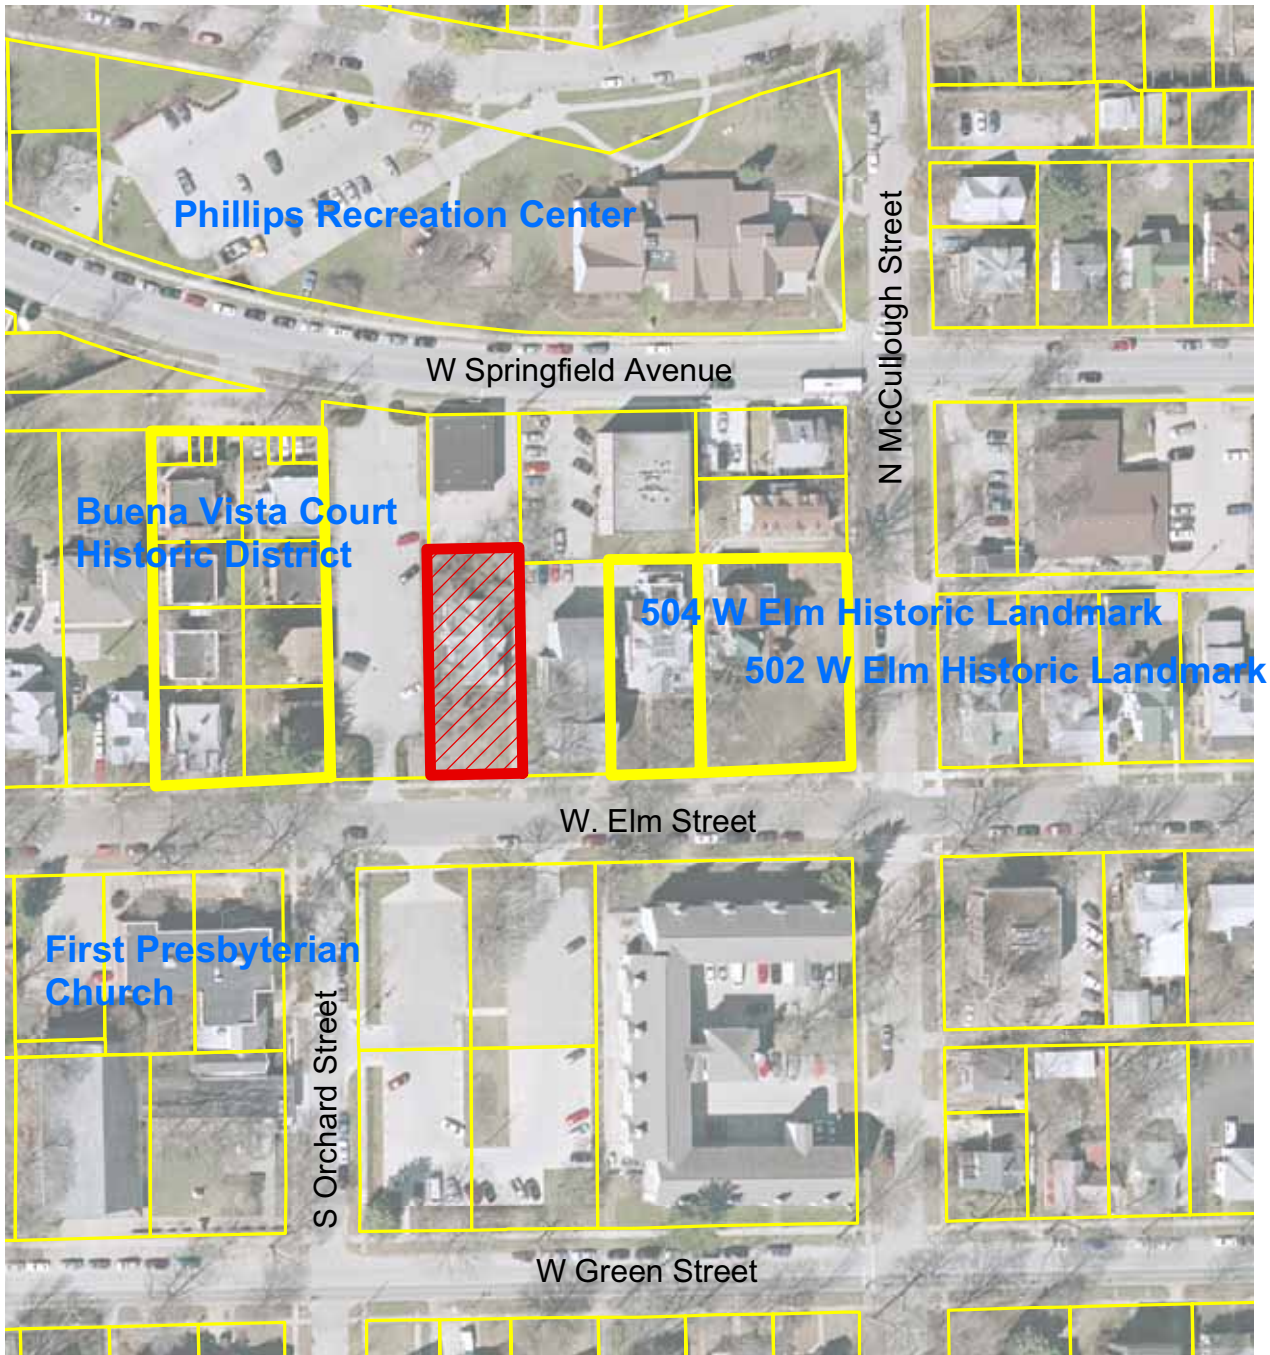 Phillips Recreation Center
N McCullough Street
W Springfield Avenue
Buena Vista Court
Historic District
504 W Elm Historic Landmark
502 W Elm Historic Landmark
W. Elm Street
First Presbyterian
Church
S Orchard Street
W Green Street